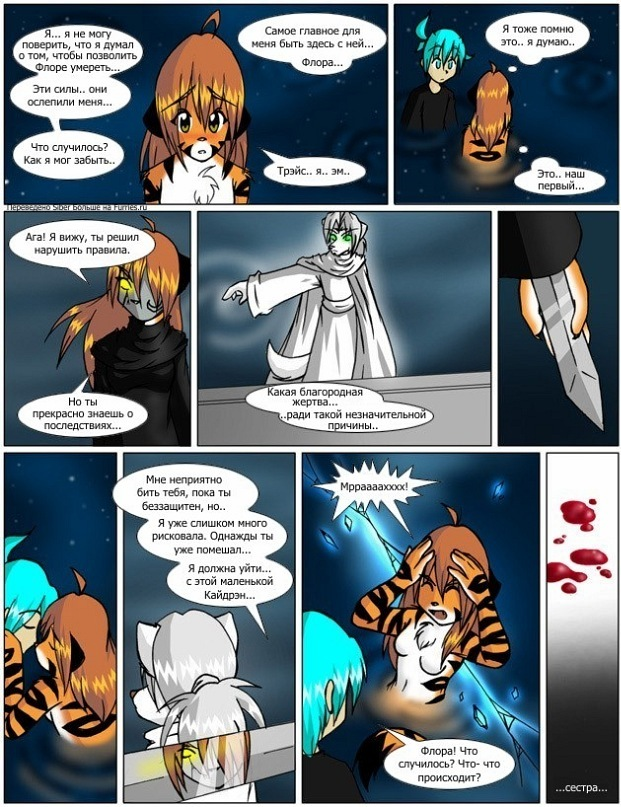 Я... я не могу
поверить, что я думал
о том, чтобы позволить
Флоре умереть...
Эти силы.. они
ослепили меня...
Что случилось?
Как я мог забыть..
Самое главное для
меня быть здесь с ней...
Флора...
Трэйс.. я.. эм..
Я тоже помню
это.. я думаю..
Это.. наш
первый...
Переведено Siber Больше на Furries.ru
Ага! Я вижу, ты решил
нарушить правила.
Но ты
прекрасно знаешь о
последствиях...
Какая благородная
жертва...
..ради такой незначительной
причины..
Мне неприятно
бить тебя, пока ты
беззащитен, но..
Я уже слишком много
рисковала. Однажды ты
уже помешал...
Я должна уйти...
с этой маленькой
Кайдрэн...
Мрраааахххх!
Флора! Что
случилось? Что- что
происходит?
...сестра...